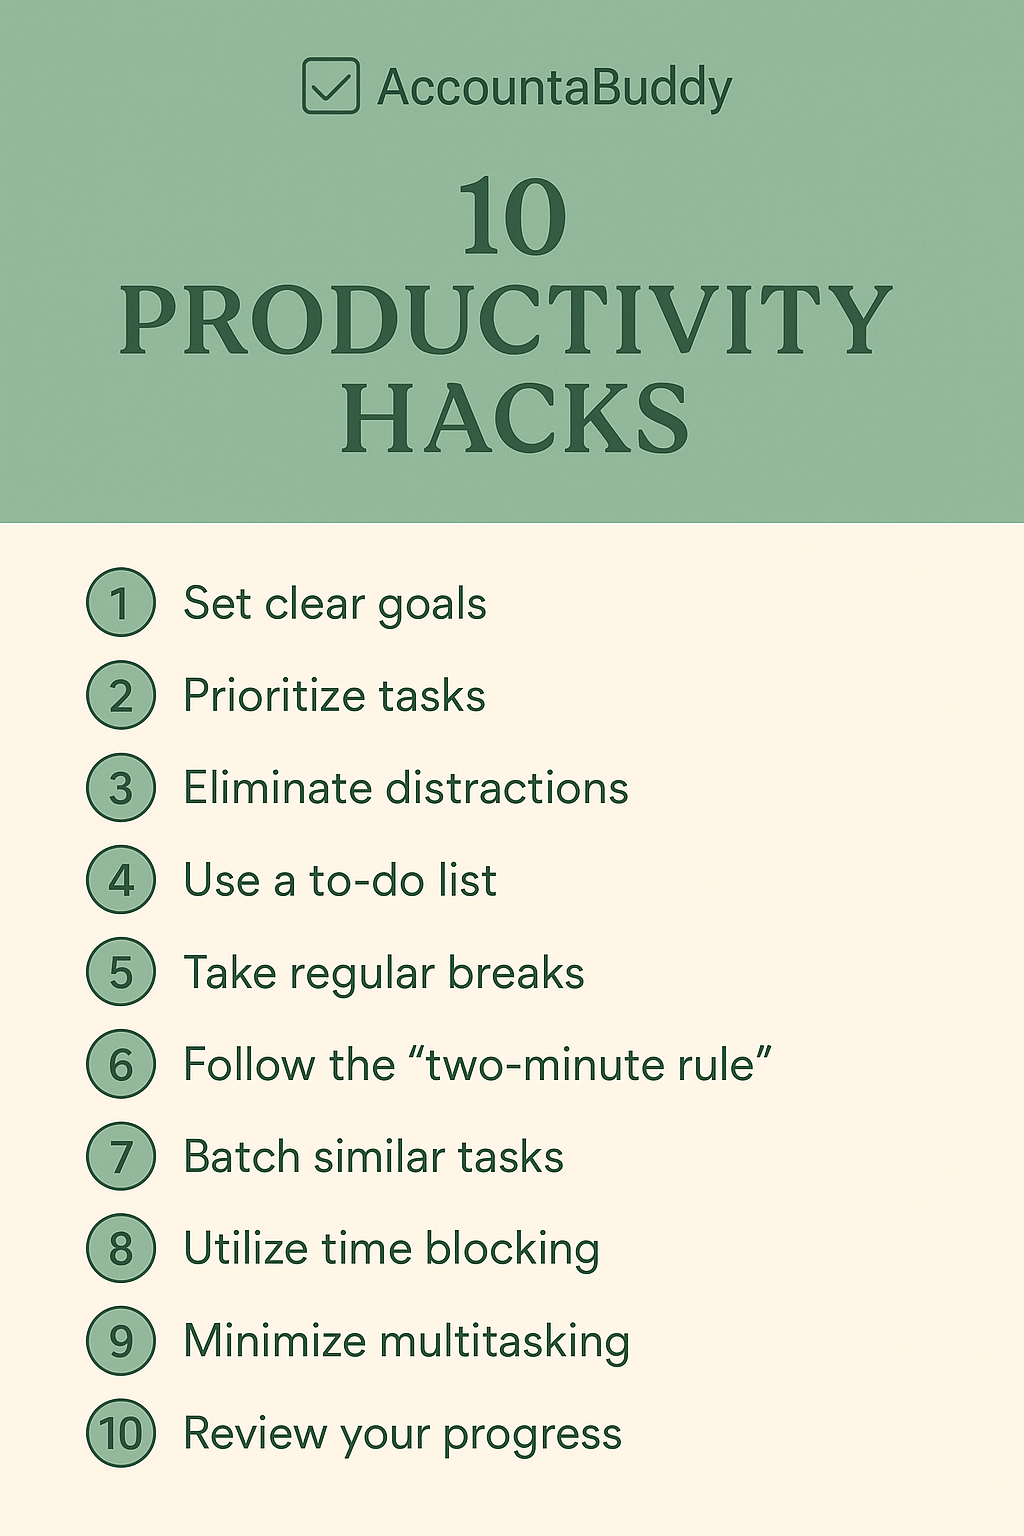 AccountaBuddy
10
PRODUCTIVITY
HACKS
1 Set clear goals
2 Prioritize tasks
3 Eliminate distractions
4 Use a to-do list
5 Take regular breaks
6 Follow the “two-minute rule”
7 Batch similar tasks
8 Utilize time blocking
9 Minimize multitasking
10 Review your progress